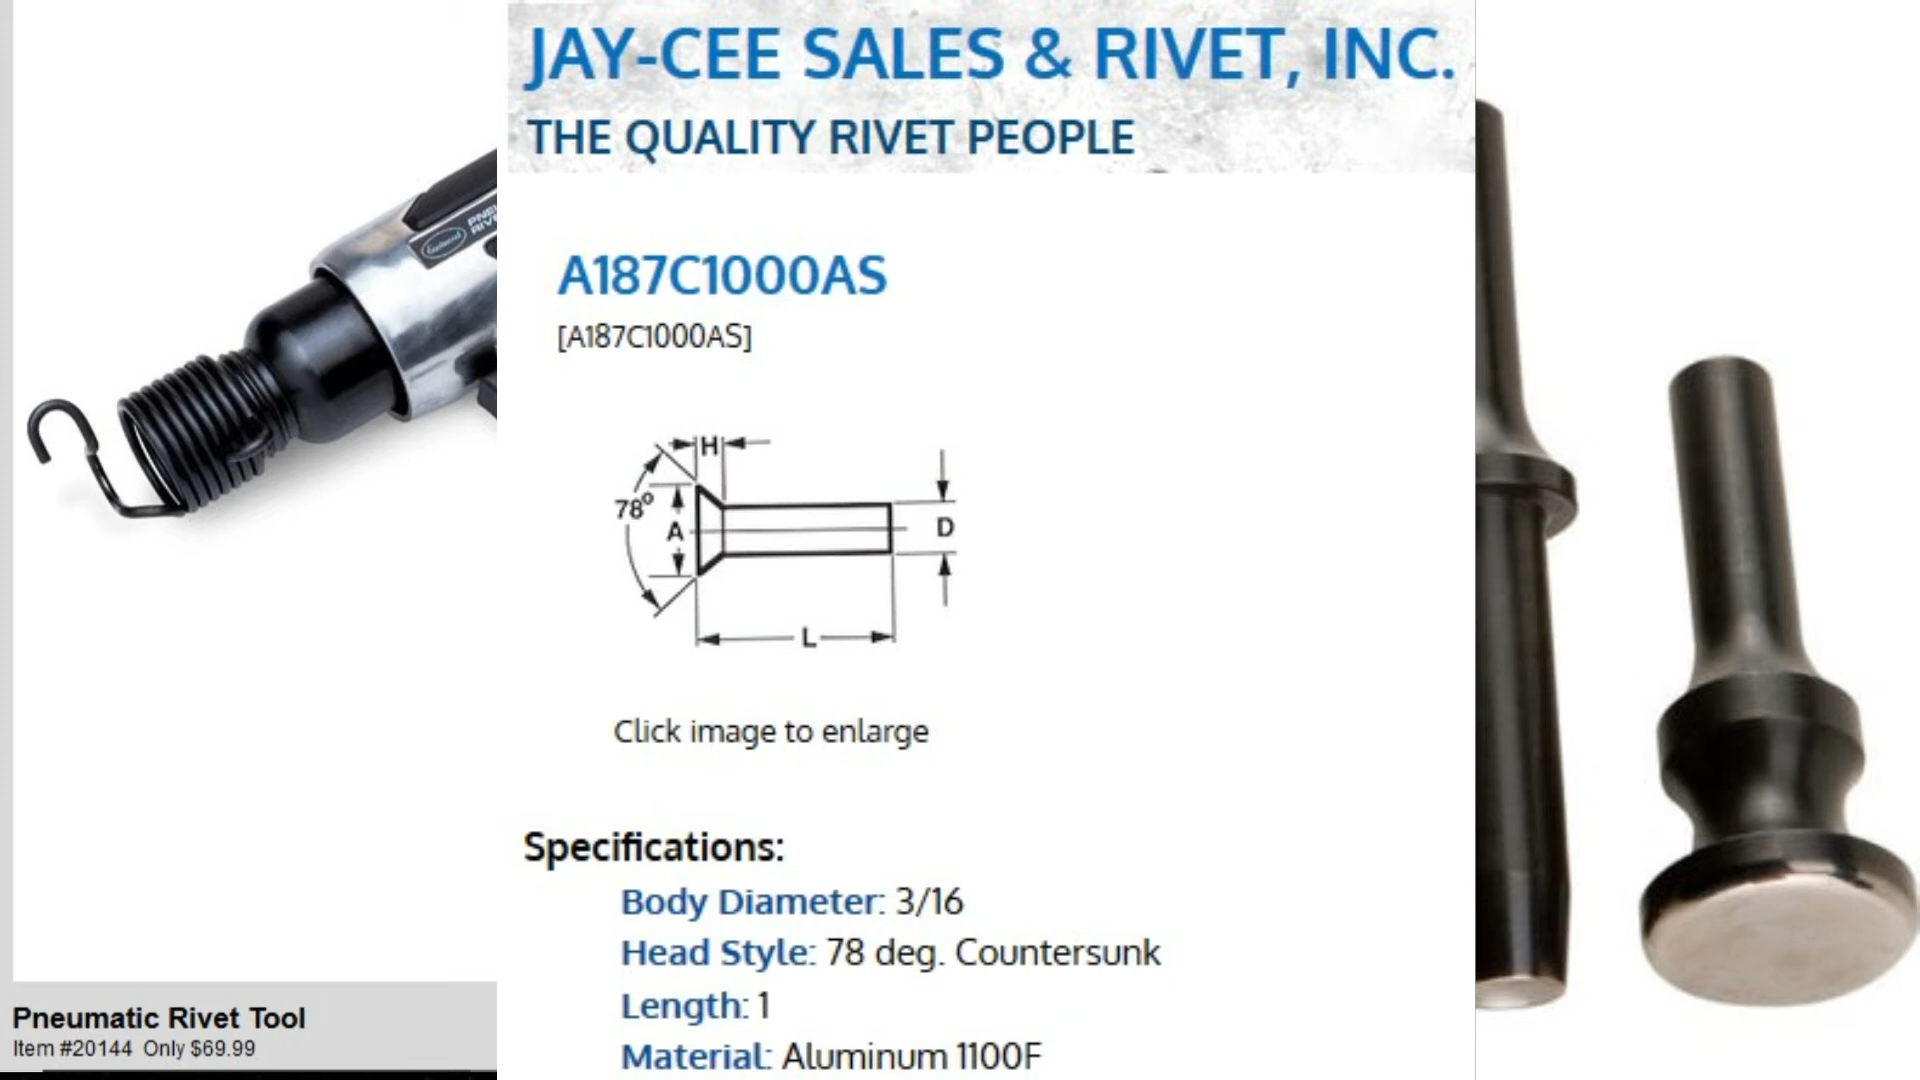 JAY-CEE SALES & RIVET, INC.
THE QUALITY RIVET PEOPLE
A187C1000AS
[A187C1000AS]
H
78°
A
D
L
Click image to enlarge
Specifications:
Body Diameter: 3/16
Head Style: 78 deg. Countersunk
Length: 1
Material: Aluminum 1100F
Pneumatic Rivet Tool
Item #20144 Only $69.99